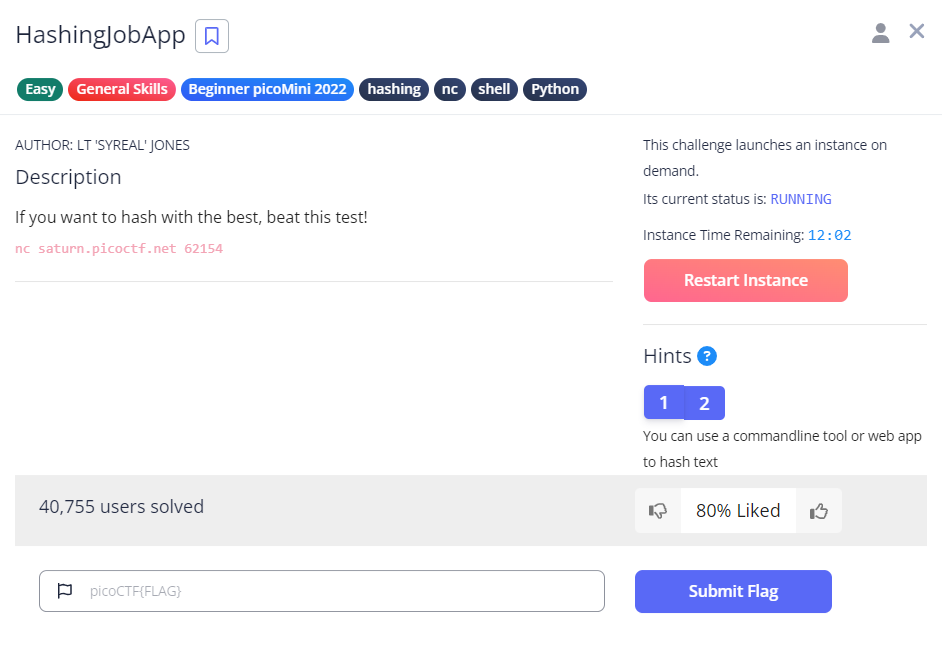 HashingJobApp
Easy General Skills Beginner picoMini 2022 hashing nc shell Python
AUTHOR: LT 'SYREAL' JONES
Description
If you want to hash with the best, beat this test!
nc saturn.picoctf.net 62154
This challenge launches an instance on
demand.
Its current status is: RUNNING
Instance Time Remaining: 12:02
Restart Instance
Hints ?
1 2
You can use a commandline tool or web app
to hash text
40,755 users solved
80% Liked
picoCTF{FLAG}
Submit Flag